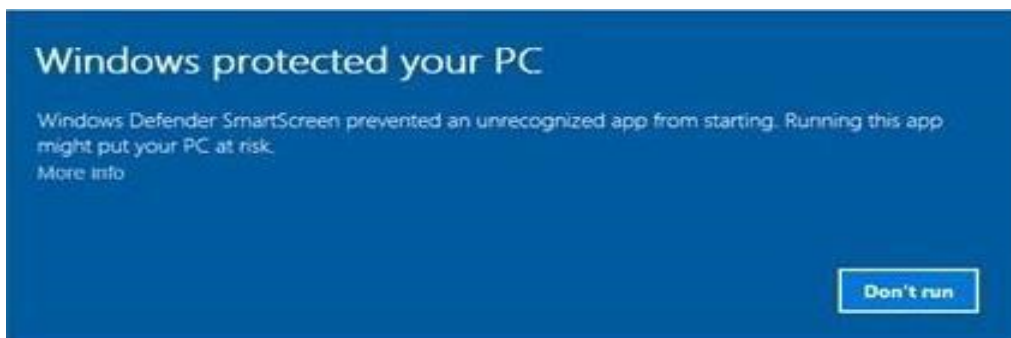 Windows protected your PC
Windows Defender SmartScreen prevented an unrecognized app from starting. Running this app
might put your PC at risk.
More info
Don't run